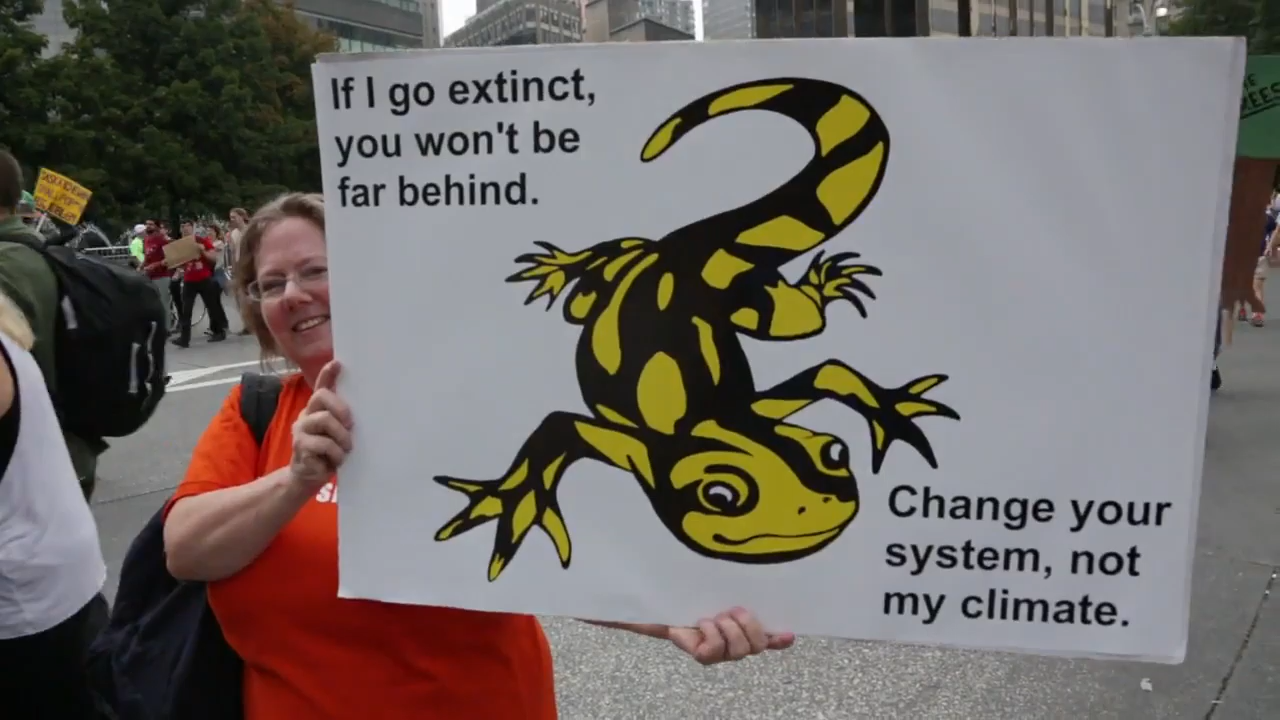 If I go extinct,
you won't be
far behind.
Change your
system, not
my climate.